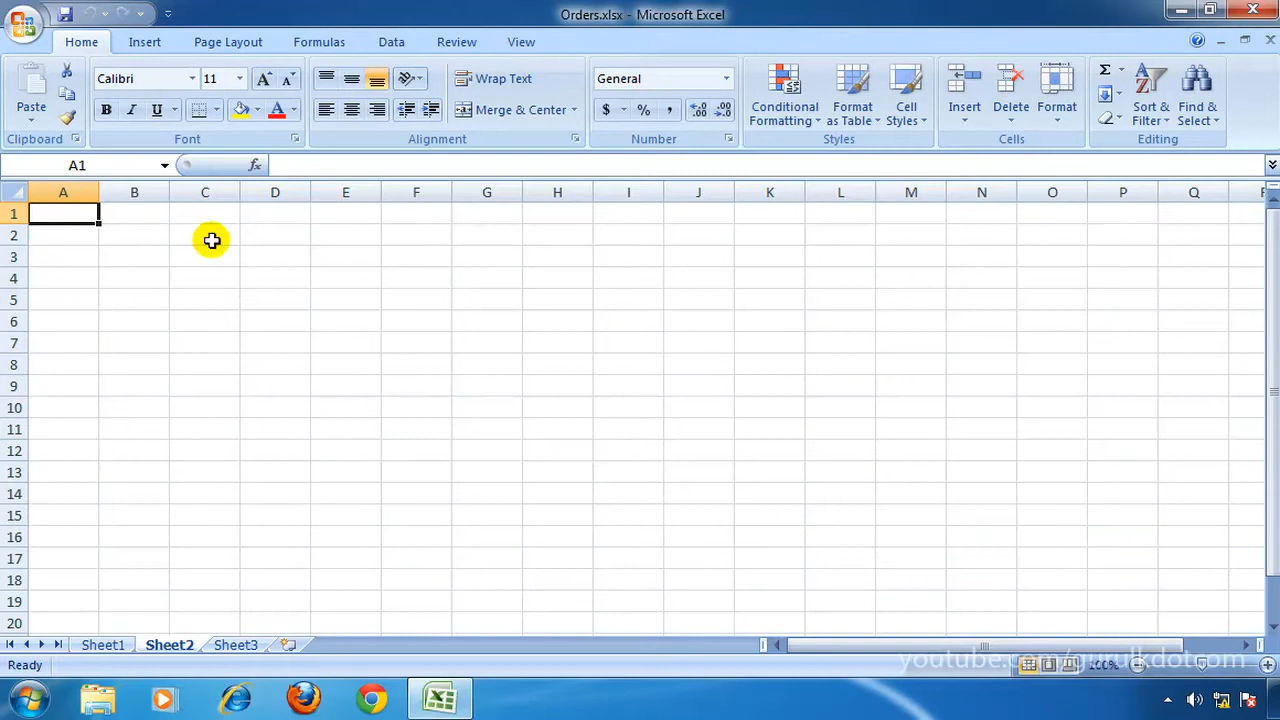 Orders.xlsx - Microsoft Excel
Home Insert Page Layout Formulas Data Review View
Paste
Clipboard
Calibri 11
B I U
Font
Wrap Text
Merge & Center
Alignment
General
$ % ,
Number
Conditional Formatting
Format as Table
Cell Styles
Styles
Insert
Delete
Format
Cells
Σ
Sort & Filter
Find & Select
Editing
A1
fx
A B C D E F G H I J K L M N O P Q
1
2
3
4
5
6
7
8
9
10
11
12
13
14
15
16
17
18
19
20
Sheet1 Sheet2 Sheet3
Ready
100%
youtube.com/gurulkdotcom